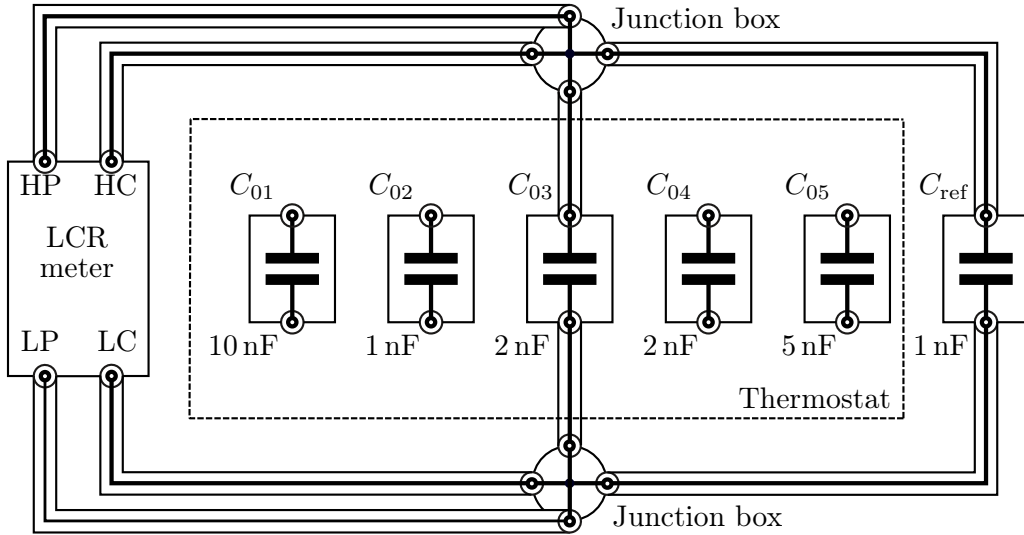 Junction box
HP HC
LCR
meter
LP LC
C₀₁ C₀₂ C₀₃ C₀₄ C₀₅ C_ref
10 nF 1 nF 2 nF 2 nF 5 nF 1 nF
Thermostat
Junction box